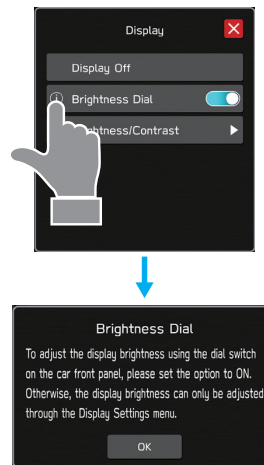 Display
Display Off
Brightness Dial
htness/Contrast
Brightness Dial
To adjust the display brightness using the dial switch
on the car front panel, please set the option to ON.
Otherwise, the display brightness can only be adjusted
through the Display Settings menu.
OK